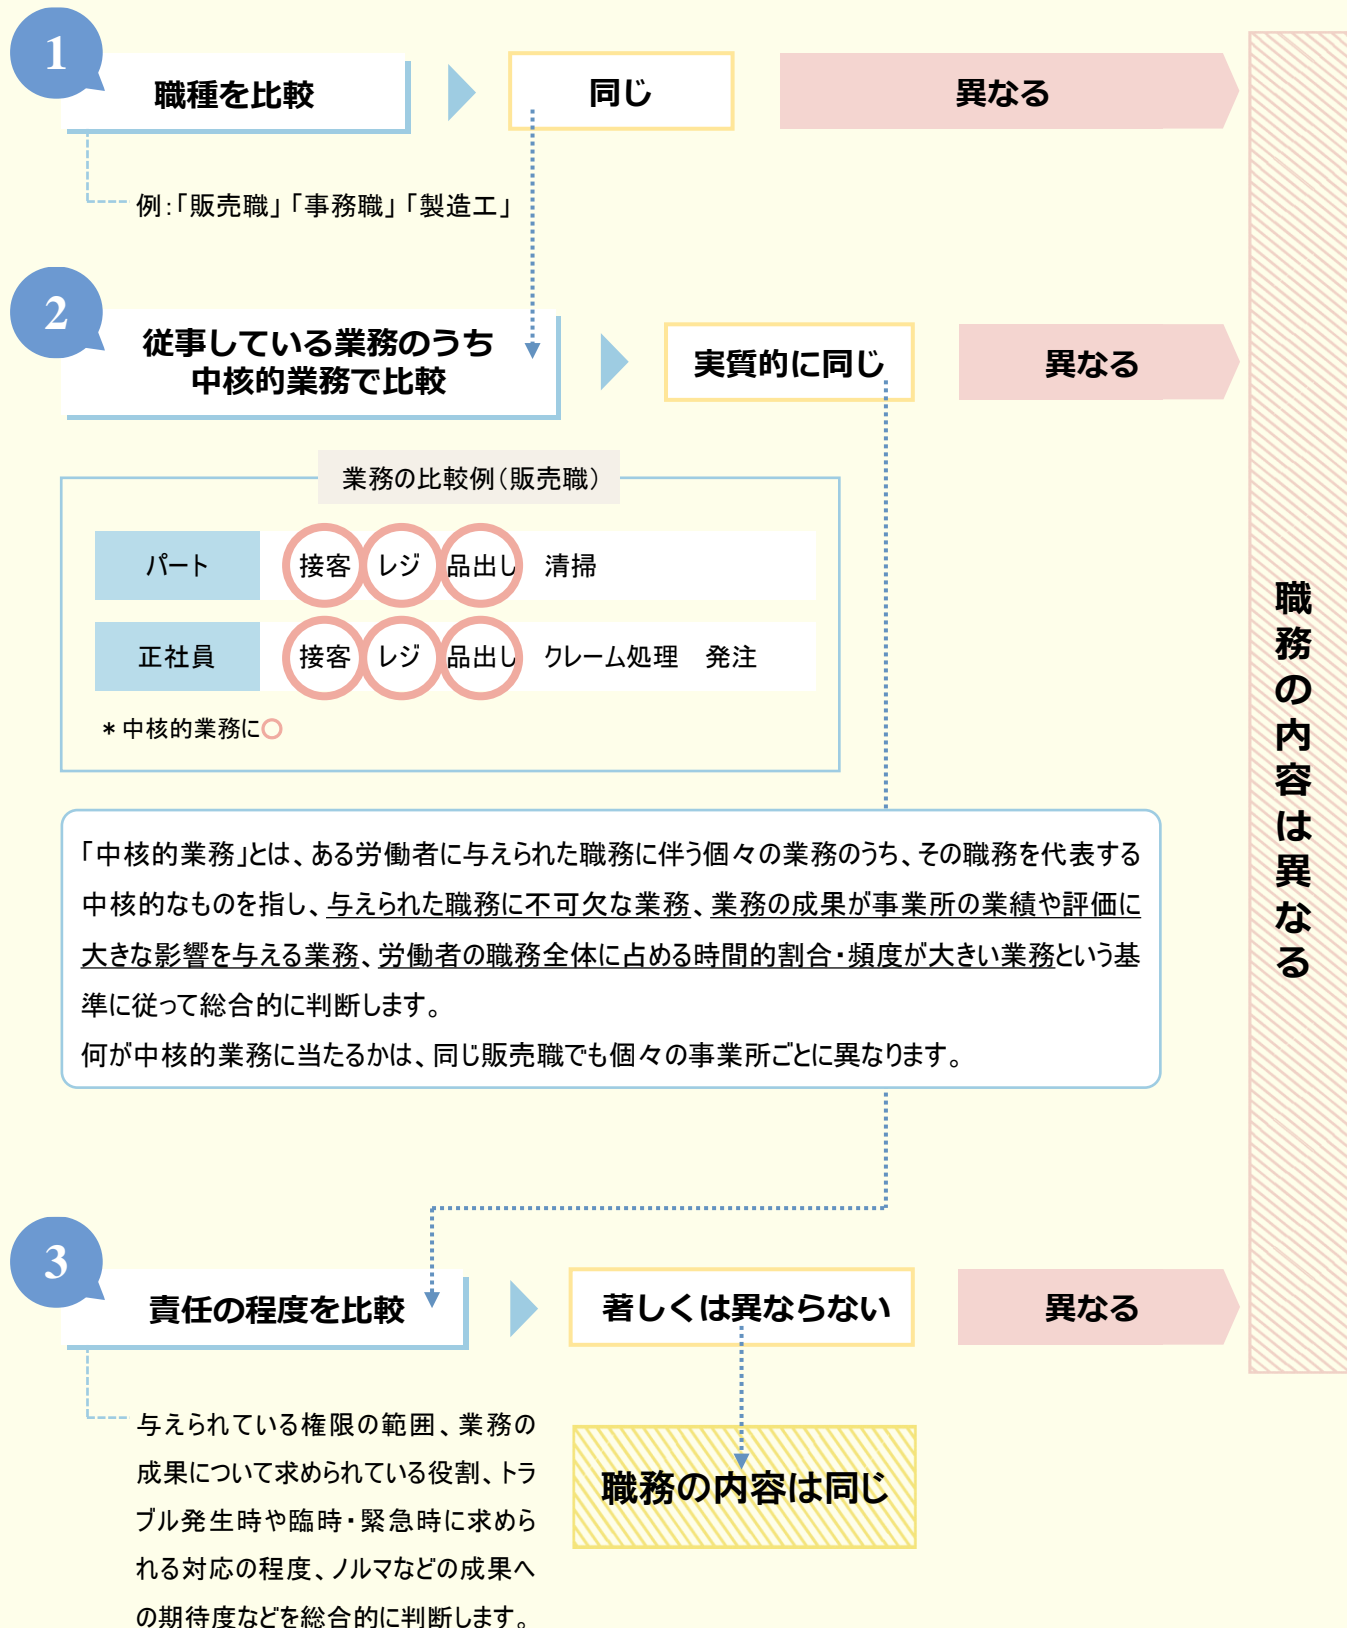 1
職種を比較
同じ
異なる
例：「販売職」「事務職」「製造工」
2
従事している業務のうち
中核的業務で比較
実質的に同じ
異なる
業務の比較例（販売職）
パート 接客 レジ 品出し 清掃
正社員 接客 レジ 品出し クレーム処理 発注
＊中核的業務に○
「中核的業務」とは、ある労働者に与えられた職務に伴う個々の業務のうち、その職務を代表する
中核的なものを指し、与えられた職務に不可欠な業務、業務の成果が事業所の業績や評価に
大きな影響を与える業務、労働者の職務全体に占める時間的割合・頻度が大きい業務という基
準に従って総合的に判断します。
何が中核的業務に当たるかは、同じ販売職でも個々の事業所ごとに異なります。
3
責任の程度を比較
著しくは異ならない
異なる
与えられている権限の範囲、業務の
成果について求められている役割、トラ
ブル発生時や臨時・緊急時に求めら
れる対応の程度、ノルマなどの成果へ
の期待度などを総合的に判断します。
職務の内容は同じ
職務の内容は異なる